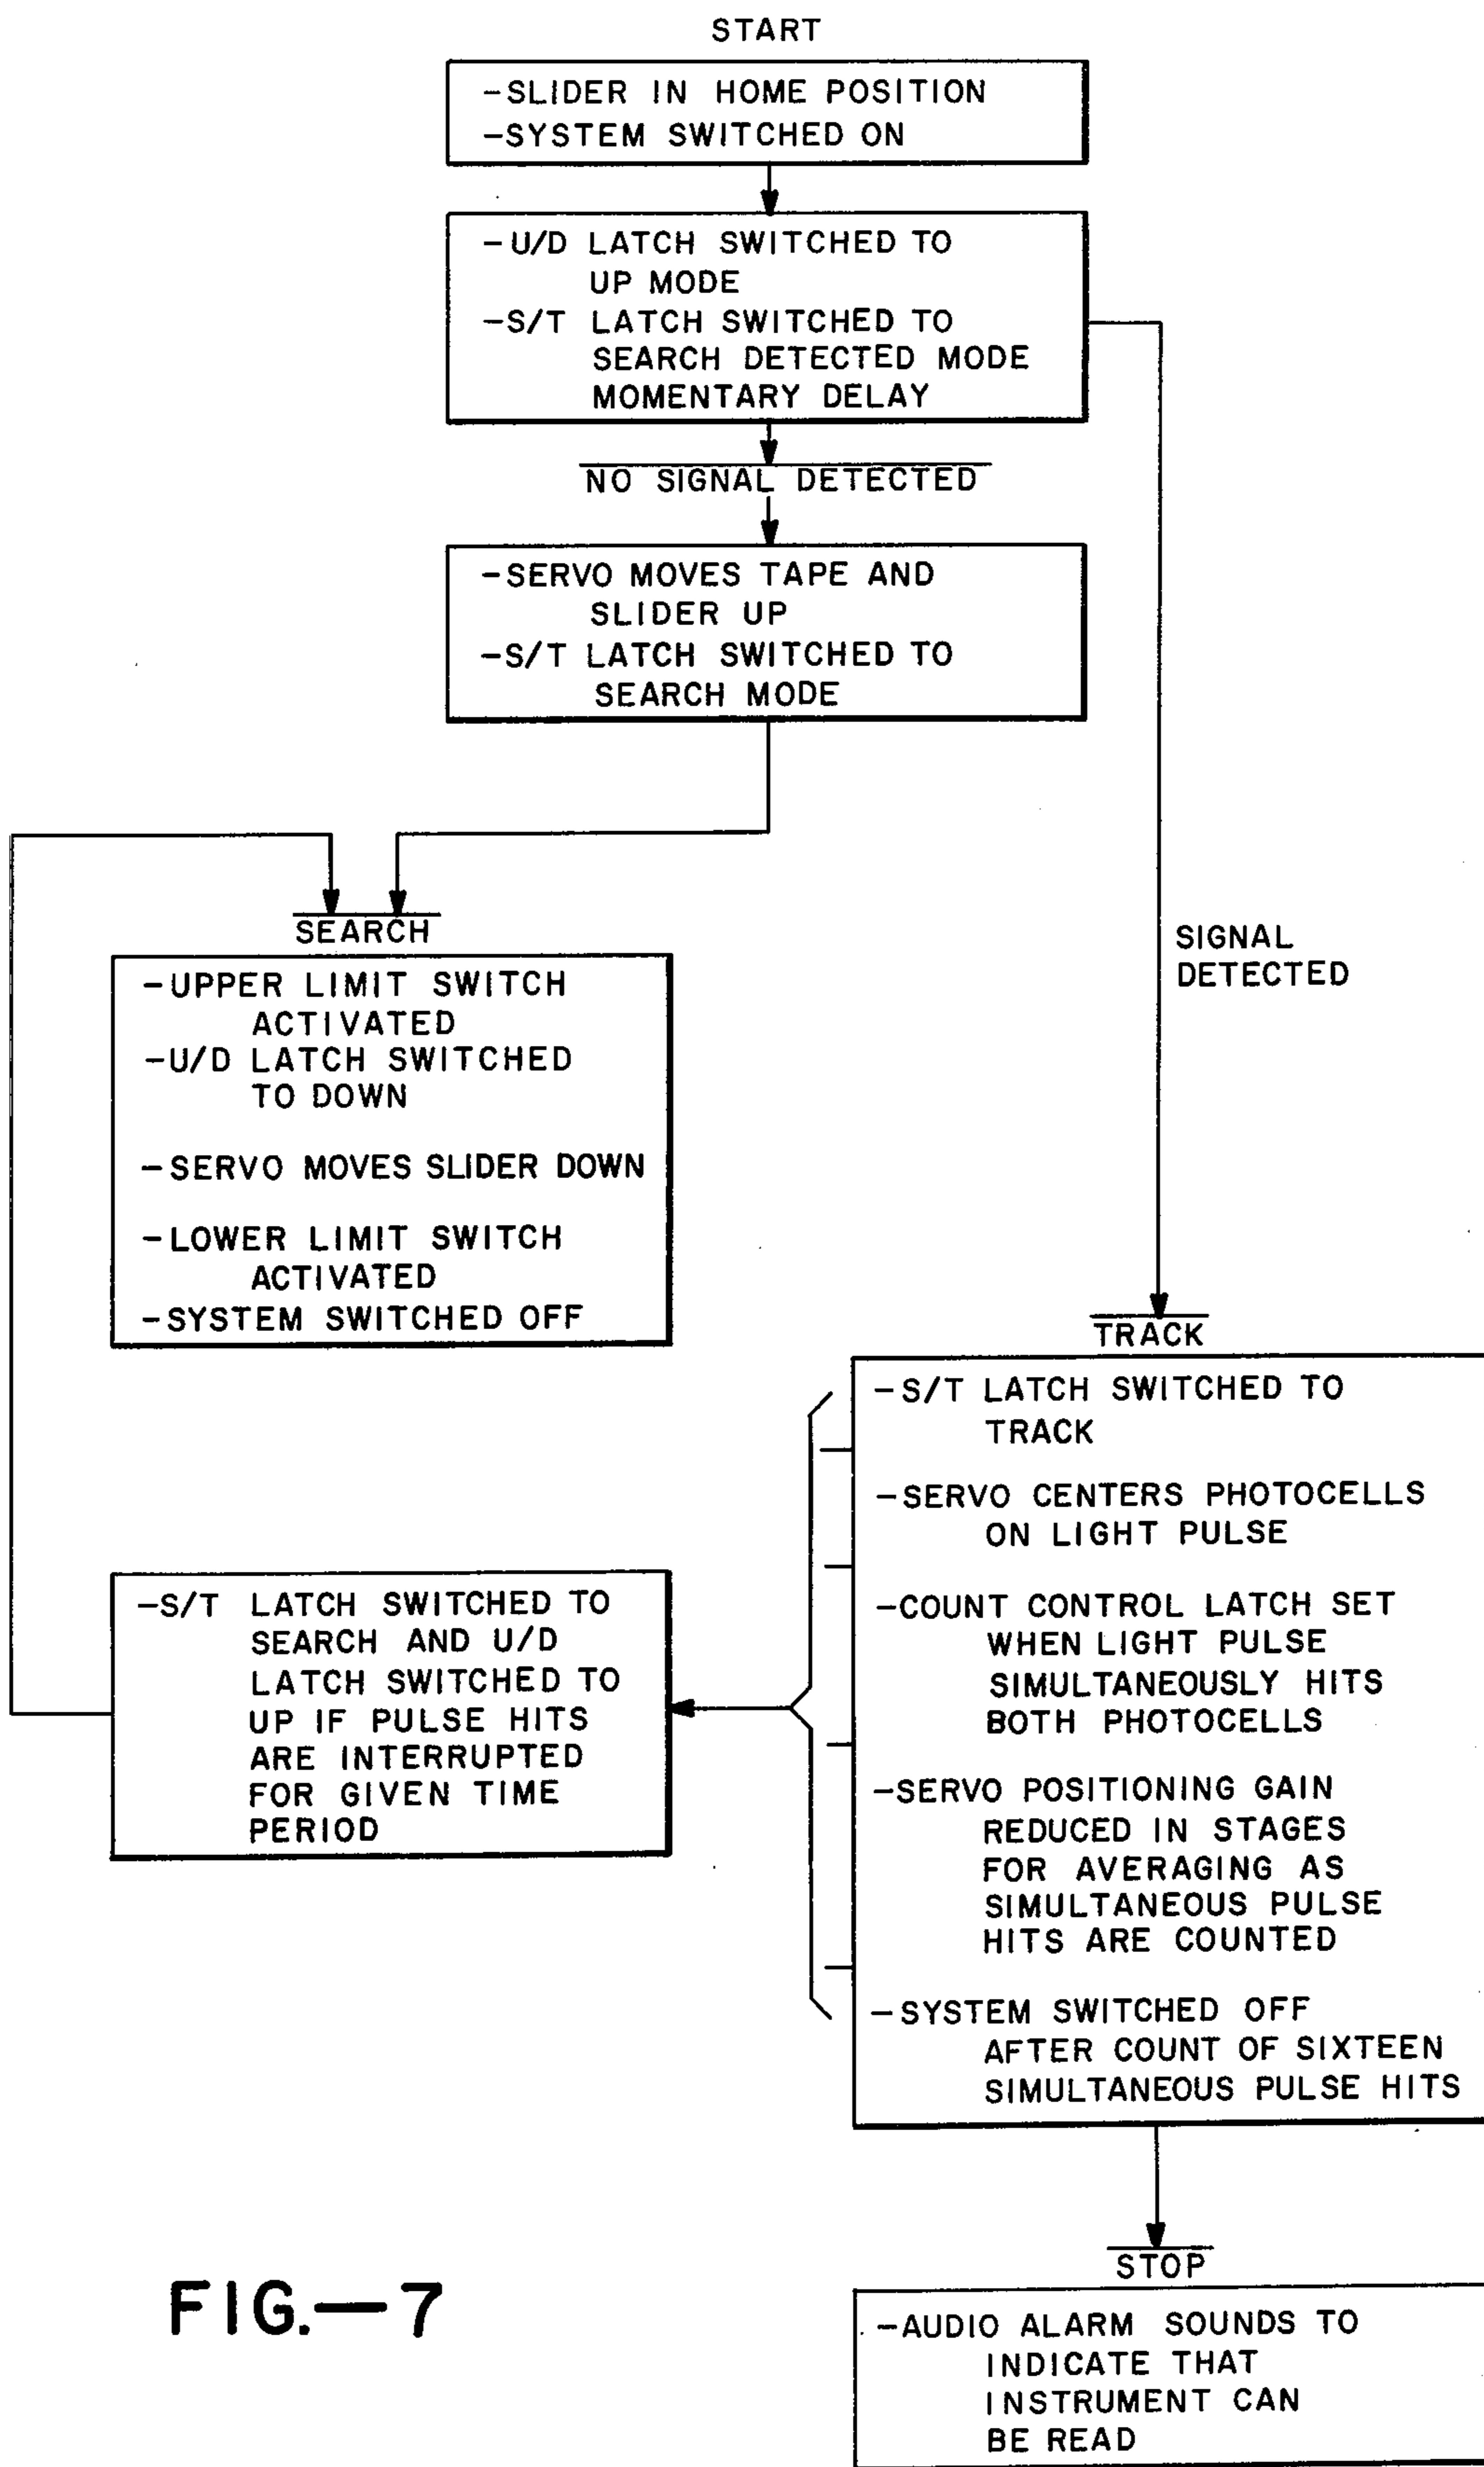 START
-SLIDER IN HOME POSITION
-SYSTEM SWITCHED ON
-U/D LATCH SWITCHED TO
UP MODE
-S/T LATCH SWITCHED TO
SEARCH DETECTED MODE
MOMENTARY DELAY
NO SIGNAL DETECTED
-SERVO MOVES TAPE AND
SLIDER UP
-S/T LATCH SWITCHED TO
SEARCH MODE
SEARCH
-UPPER LIMIT SWITCH
ACTIVATED
-U/D LATCH SWITCHED
TO DOWN
-SERVO MOVES SLIDER DOWN
-LOWER LIMIT SWITCH
ACTIVATED
-SYSTEM SWITCHED OFF
SIGNAL
DETECTED
TRACK
-S/T LATCH SWITCHED TO
TRACK
-SERVO CENTERS PHOTOCELLS
ON LIGHT PULSE
-COUNT CONTROL LATCH SET
WHEN LIGHT PULSE
SIMULTANEOUSLY HITS
BOTH PHOTOCELLS
-SERVO POSITIONING GAIN
REDUCED IN STAGES
FOR AVERAGING AS
SIMULTANEOUS PULSE
HITS ARE COUNTED
-SYSTEM SWITCHED OFF
AFTER COUNT OF SIXTEEN
SIMULTANEOUS PULSE HITS
-S/T LATCH SWITCHED TO
SEARCH AND U/D
LATCH SWITCHED TO
UP IF PULSE HITS
ARE INTERRUPTED
FOR GIVEN TIME
PERIOD
STOP
-AUDIO ALARM SOUNDS TO
INDICATE THAT
INSTRUMENT CAN
BE READ
FIG.-7